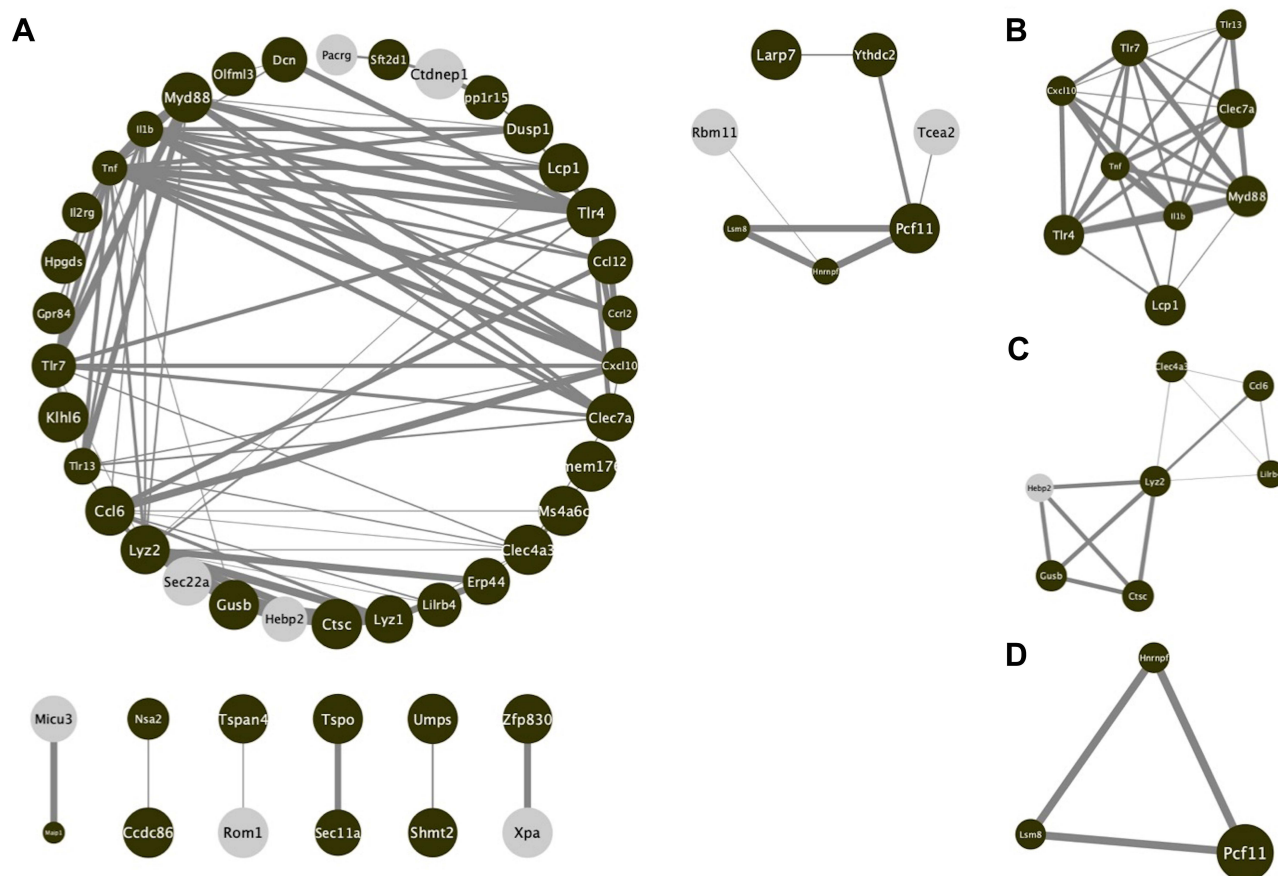 A
Pacrg
Sft2d1
Ctdnep1
pp1r15
Dcn
Olfml3
Myd88
Il1b
Tnf
Il2rg
Hpgds
Gpr84
Tlr7
Klhl6
Tlr13
Ccl6
Lyz2
Sec22a
Gusb
Hebp2
Ctsc
Lyz1
Lilrb4
Erp44
Clec4a3
Ms4a6c
mem176
Clec7a
Cxcl10
Ccrl2
Ccl12
Tlr4
Lcp1
Dusp1
Larp7
Ythdc2
Rbm11
Tcea2
Lsm8
Pcf11
Hnrnpf
B
Tlr13
Tlr7
Cxcl10
Clec7a
Tnf
Myd88
Il1b
Tlr4
Lcp1
C
Clec4a3
Ccl6
Lyz2
Lilrb4
Hebp2
Gusb
Ctsc
D
Hnrnpf
Lsm8
Pcf11
Micu3
Nsa2
Tspan4
Tspo
Umps
Zfp830
Maip1
Ccdc86
Rom1
Sec11a
Shmt2
Xpa